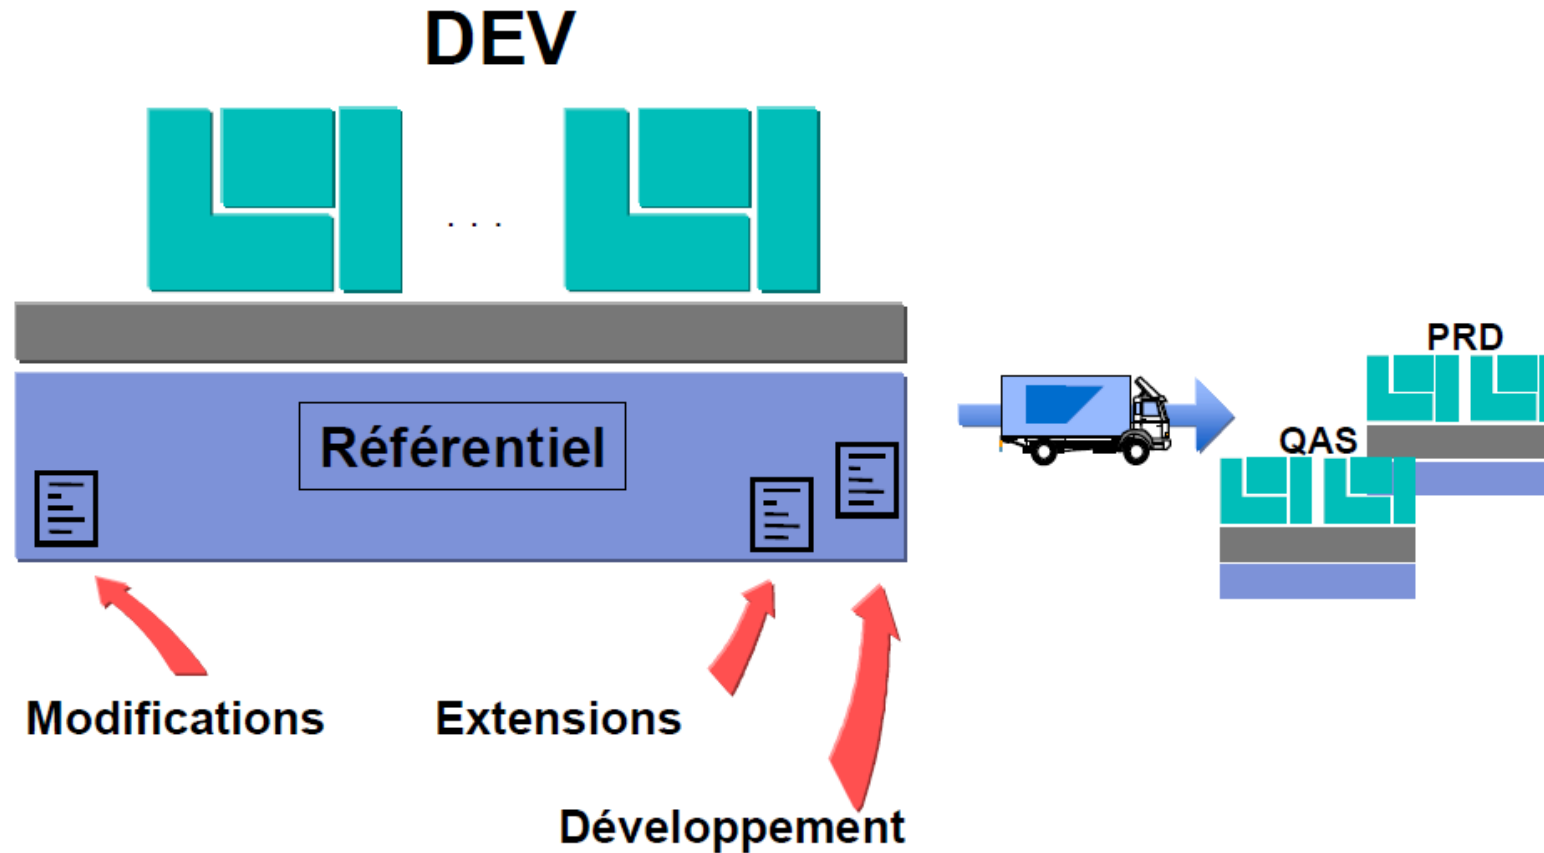 DEV
. . .
PRD
QAS
Référentiel
Modifications
Extensions
Développement